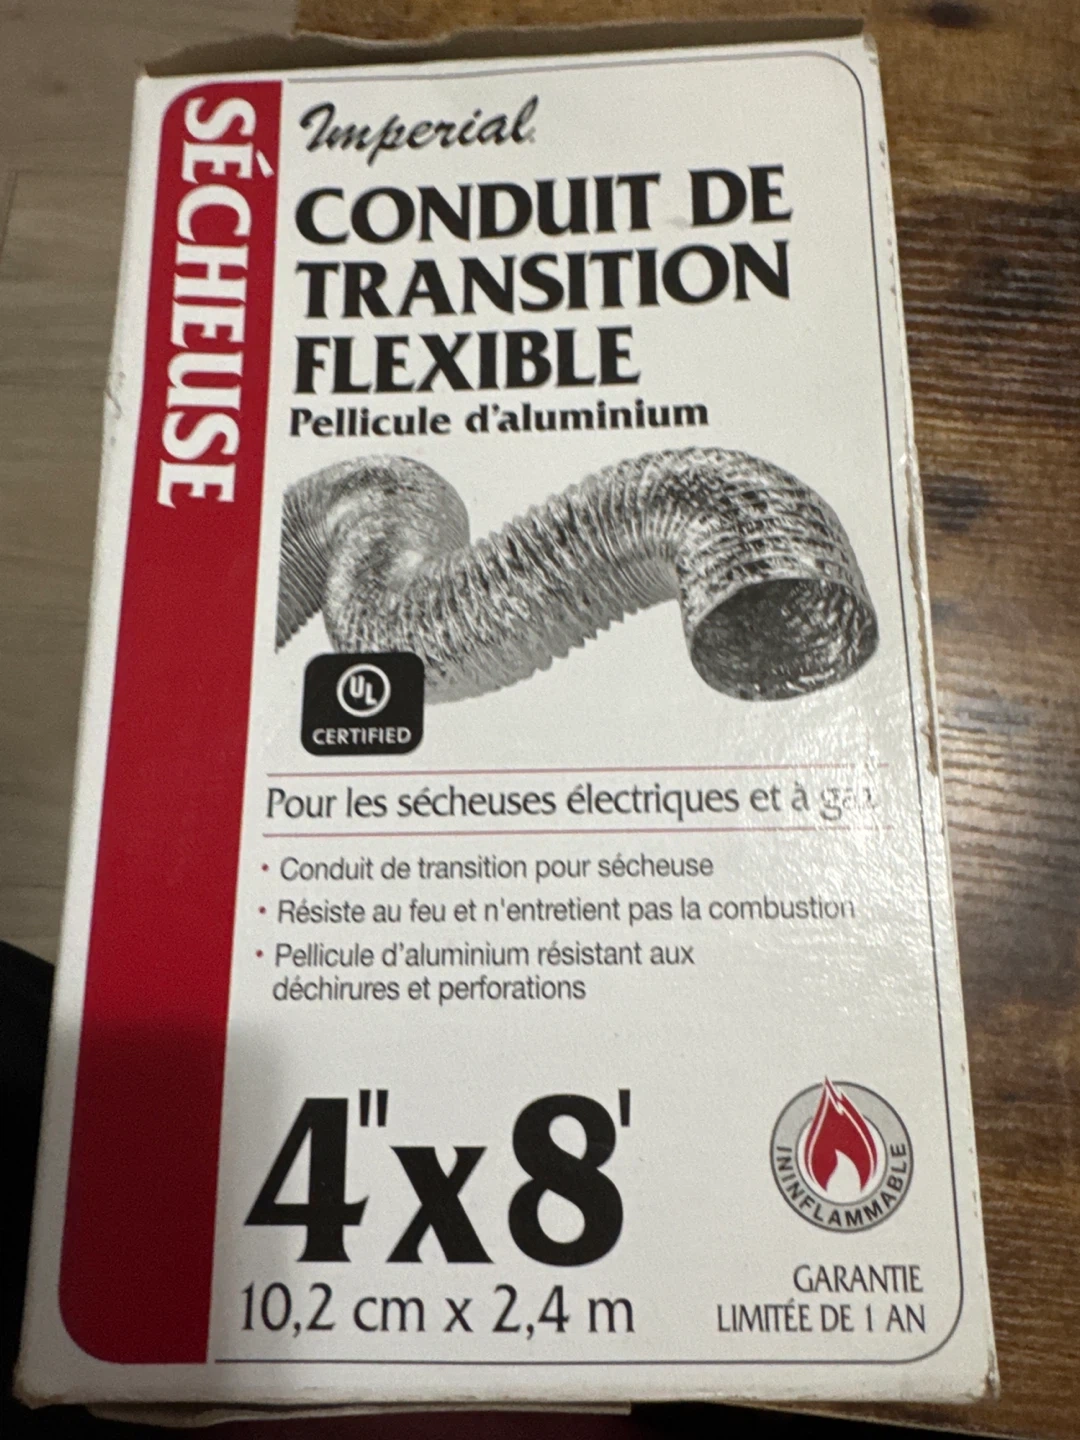 SÉCHEUSE
Imperial
CONDUIT DE
TRANSITION
FLEXIBLE
Pellicule d'aluminium
UL
CERTIFIED
Pour les sécheuses électriques et à gaz
• Conduit de transition pour sécheuse
• Résiste au feu et n'entretient pas la combustion
• Pellicule d'aluminium résistant aux
déchirures et perforations
4"x8'
10,2 cm x 2,4 m
ININFLAMMABLE
GARANTIE
LIMITÉE DE 1 AN